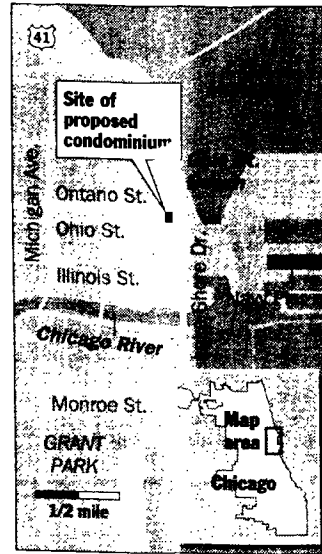 41
Site of
proposed
condominium
Michigan Ave.
Ontario St.
Ohio St.
Illinois St.
Shore Dr.
Chicago River
Monroe St.
GRANT
PARK
1/2 mile
Map
area
Chicago